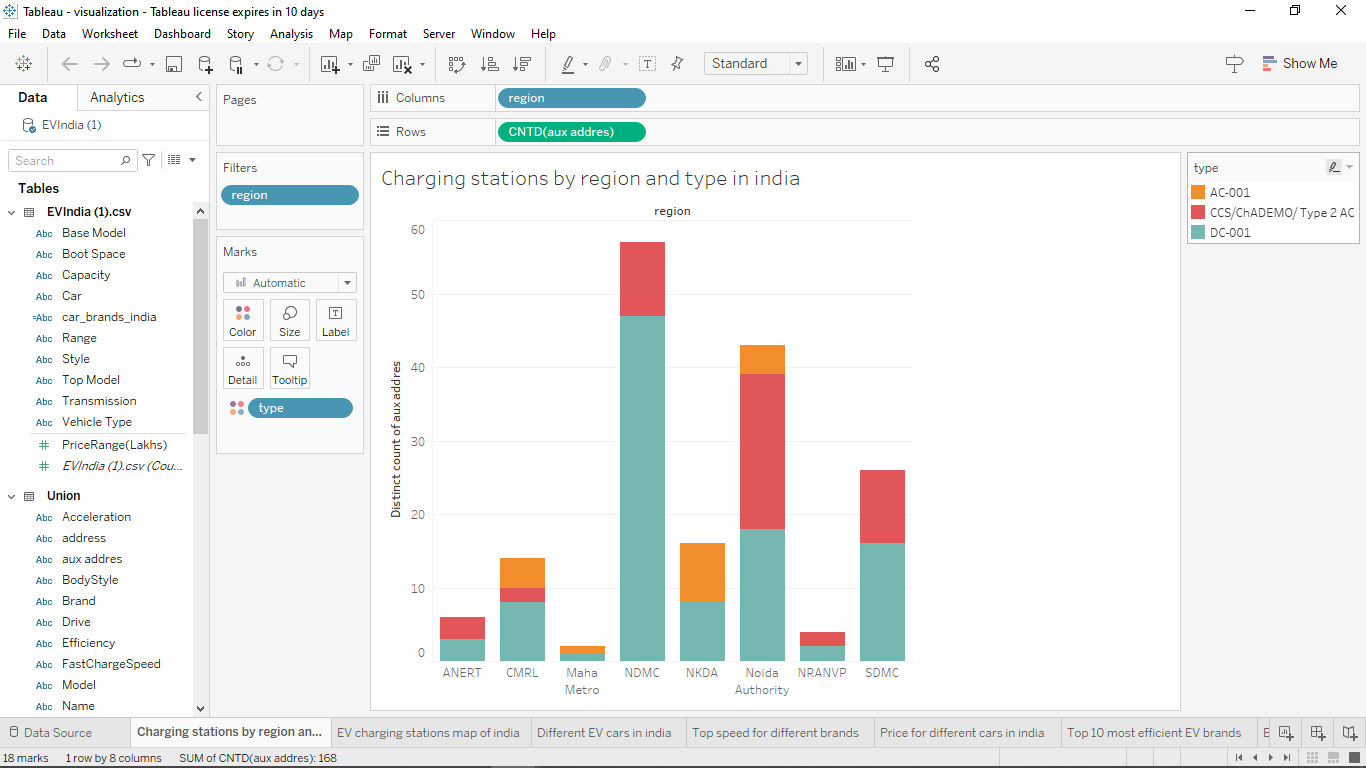 Tableau - visualization - Tableau license expires in 10 days
File Data Worksheet Dashboard Story Analysis Map Format Server Window Help
Standard
Show Me
Data Analytics
EVIndia (1)
Search
Tables
EVIndia (1).csv
Abc Base Model
Abc Boot Space
Abc Capacity
Abc Car
=Abc car_brands_india
Abc Range
Abc Style
Abc Top Model
Abc Transmission
Abc Vehicle Type
# PriceRange(Lakhs)
# EVIndia (1).csv (Cou...
Union
Abc Acceleration
Abc address
Abc aux addres
Abc BodyStyle
Abc Brand
Abc Drive
Abc Efficiency
Abc FastChargeSpeed
Abc Model
Abc Name
Pages
Filters
region
Marks
Automatic
Color Size Label
Detail Tooltip
type
Columns region
Rows CNTD(aux addres)
Charging stations by region and type in india
region
60
50
40
30
20
10
0
Distinct count of aux addres
ANERT CMRL Maha Metro NDMC NKDA Noida Authority NRANVP SDMC
type
AC-001
CCS/ChADEMO/ Type 2 AC
DC-001
Data Source Charging stations by region an... EV charging stations map of india Different EV cars in india Top speed for different brands Price for different cars in india Top 10 most efficient EV brands E
18 marks 1 row by 8 columns SUM of CNTD(aux addres): 168